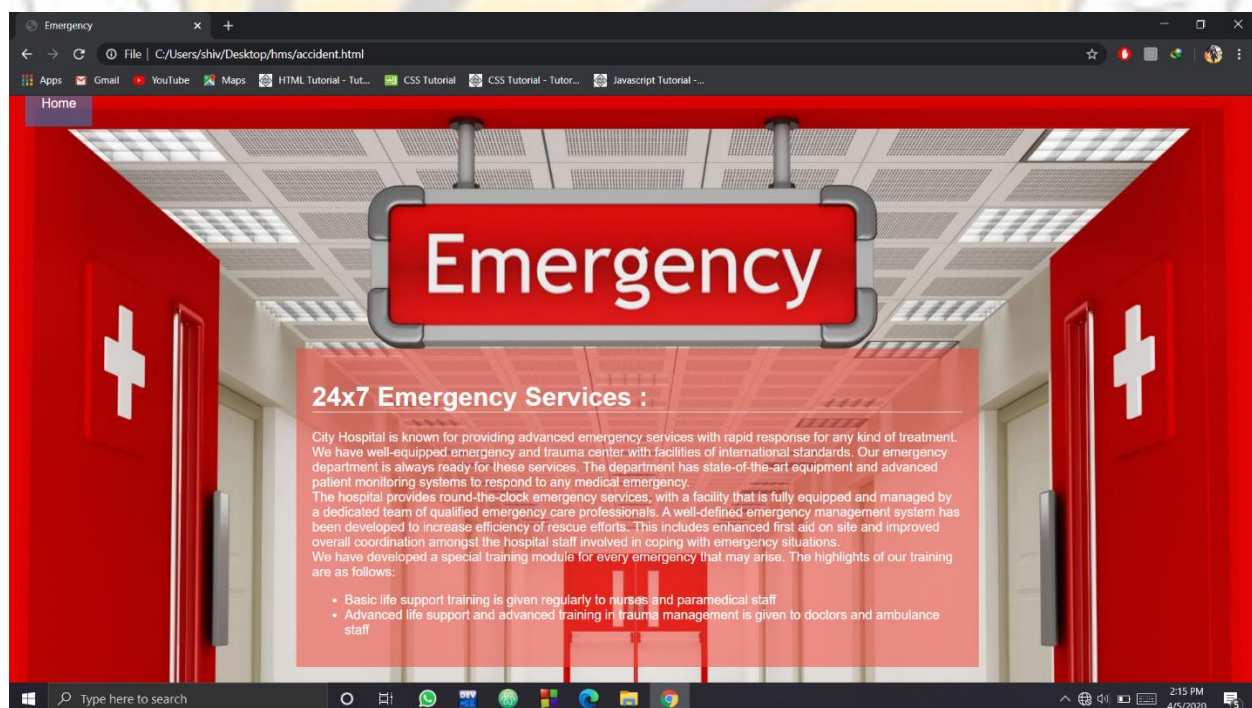 Emergency
File | C:/Users/shiv/Desktop/hms/accident.html
Apps Gmail YouTube Maps HTML Tutorial - Tut... CSS Tutorial CSS Tutorial - Tutor... Javascript Tutorial -...
Home
Emergency
24x7 Emergency Services :
City Hospital is known for providing advanced emergency services with rapid response for any kind of treatment.
We have well-equipped emergency and trauma center with facilities of international standards. Our emergency
department is always ready for these services. The department has state-of-the-art equipment and advanced
patient monitoring systems to respond to any medical emergency.
The hospital provides round-the-clock emergency services, with a facility that is fully equipped and managed by
a dedicated team of qualified emergency care professionals. A well-defined emergency management system has
been developed to increase efficiency of rescue efforts. This includes enhanced first aid on site and improved
overall coordination amongst the hospital staff involved in coping with emergency situations.
We have developed a special training module for every emergency that may arise. The highlights of our training
are as follows:
• Basic life support training is given regularly to nurses and paramedical staff
• Advanced life support and advanced training in trauma management is given to doctors and ambulance
staff
Type here to search
DEV
2:15 PM
4/5/2020
5